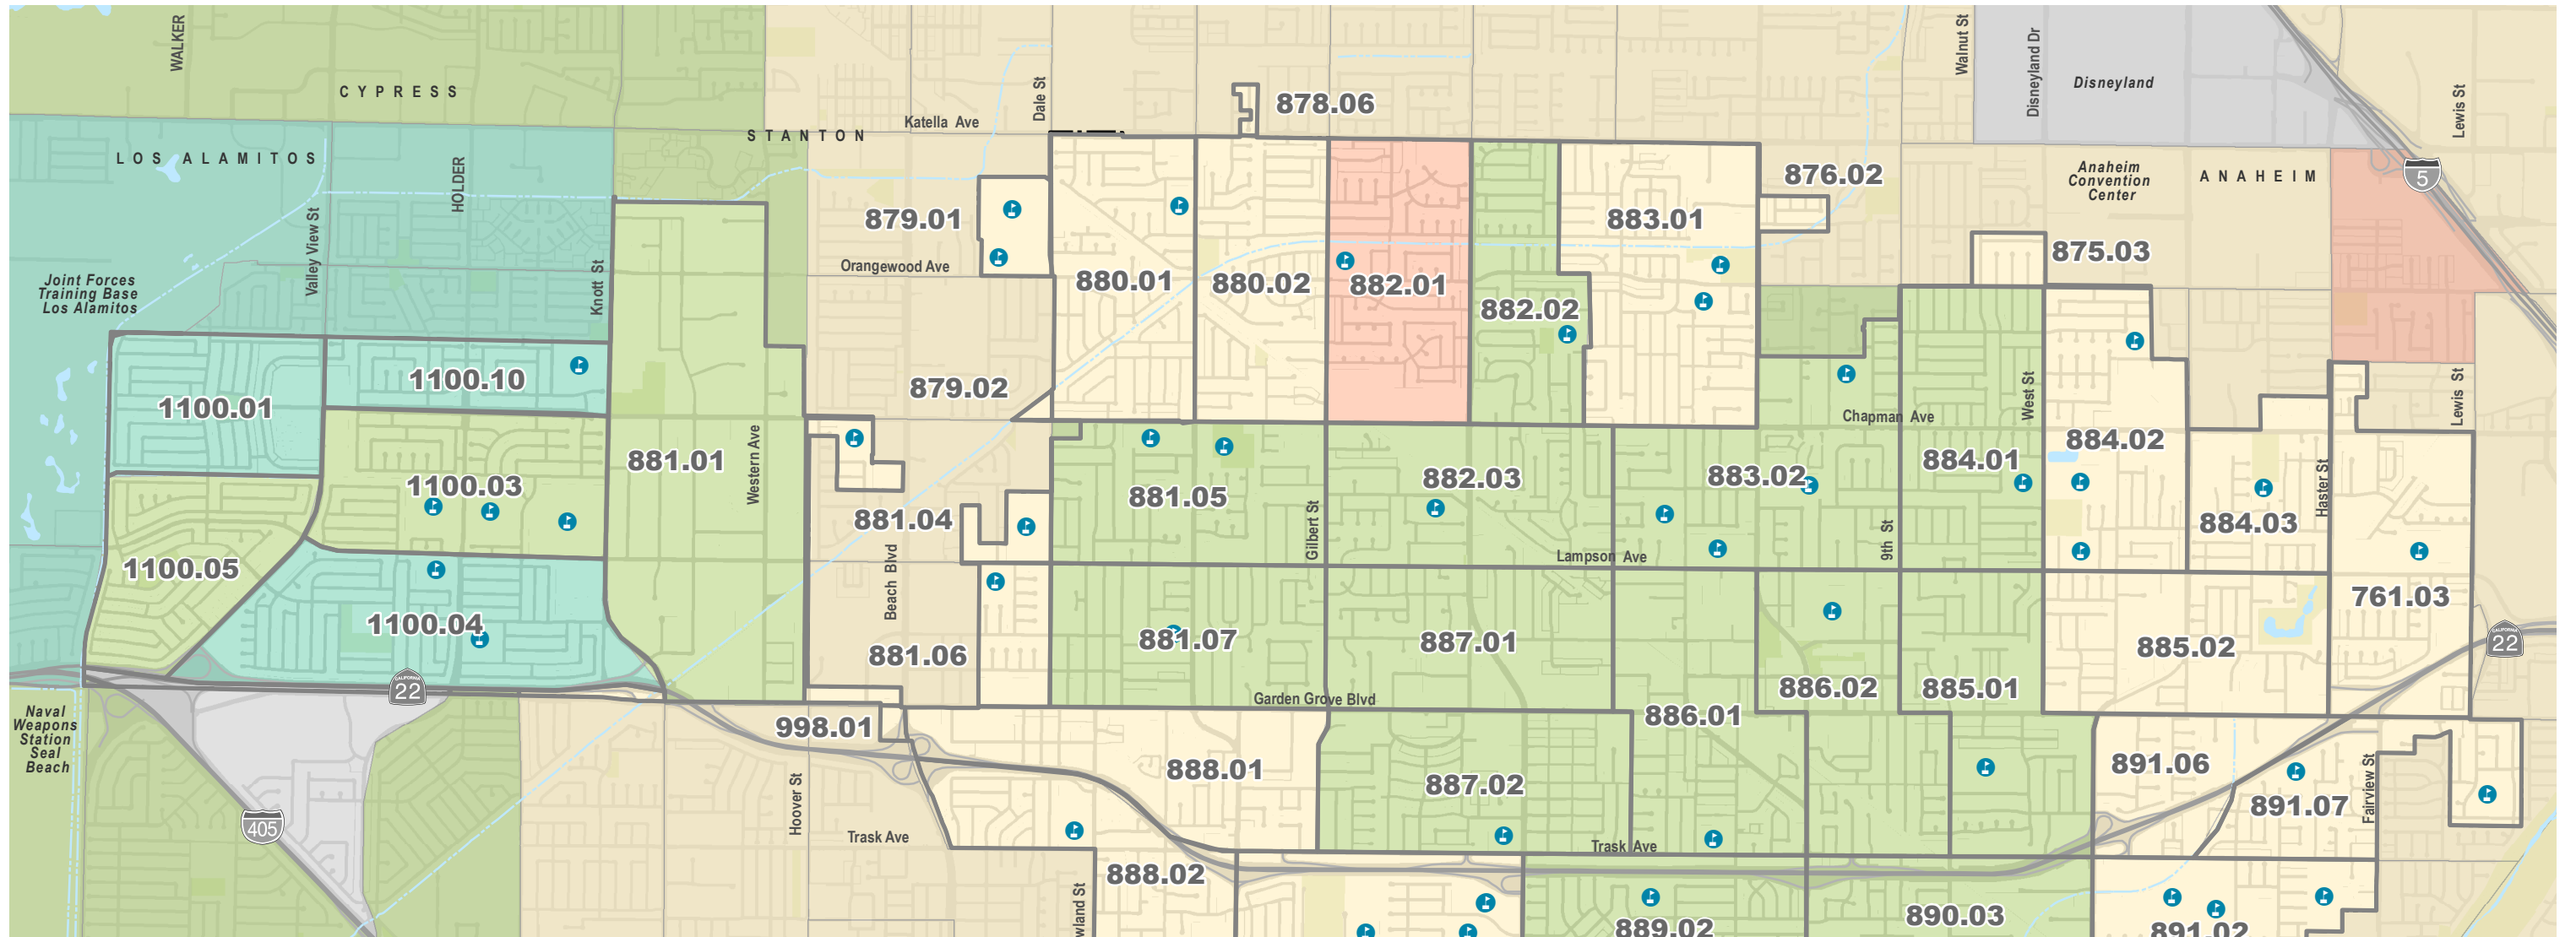 WALKER
CYPRESS
Dale St
Walnut St
Disneyland Dr
Disneyland
Lewis St
878.06
Katella Ave
STANTON
LOS ALAMITOS
HOLDER
Anaheim
Convention
Center
ANAHEIM
5
876.02
879.01
883.01
Valley View St
Knott St
Orangewood Ave
875.03
Joint Forces
Training Base
Los Alamitos
880.01
880.02
882.01
882.02
1100.10
1100.01
879.02
West St
Lewis St
Chapman Ave
884.02
881.01
Western Ave
884.01
883.02
882.03
1100.03
881.05
Haster St
881.04
Gilbert St
884.03
9th St
Lampson Ave
1100.05
Beach Blvd
761.03
1100.04
881.06
881.07
887.01
885.02
CALIFORNIA
22
CALIFORNIA
22
886.02
885.01
Garden Grove Blvd
886.01
998.01
Naval
Weapons
Station
Seal
Beach
888.01
887.02
891.06
891.07
Fairview St
Hoover St
405
Trask Ave
Trask Ave
888.02
wland St
889.02
890.03
891.02